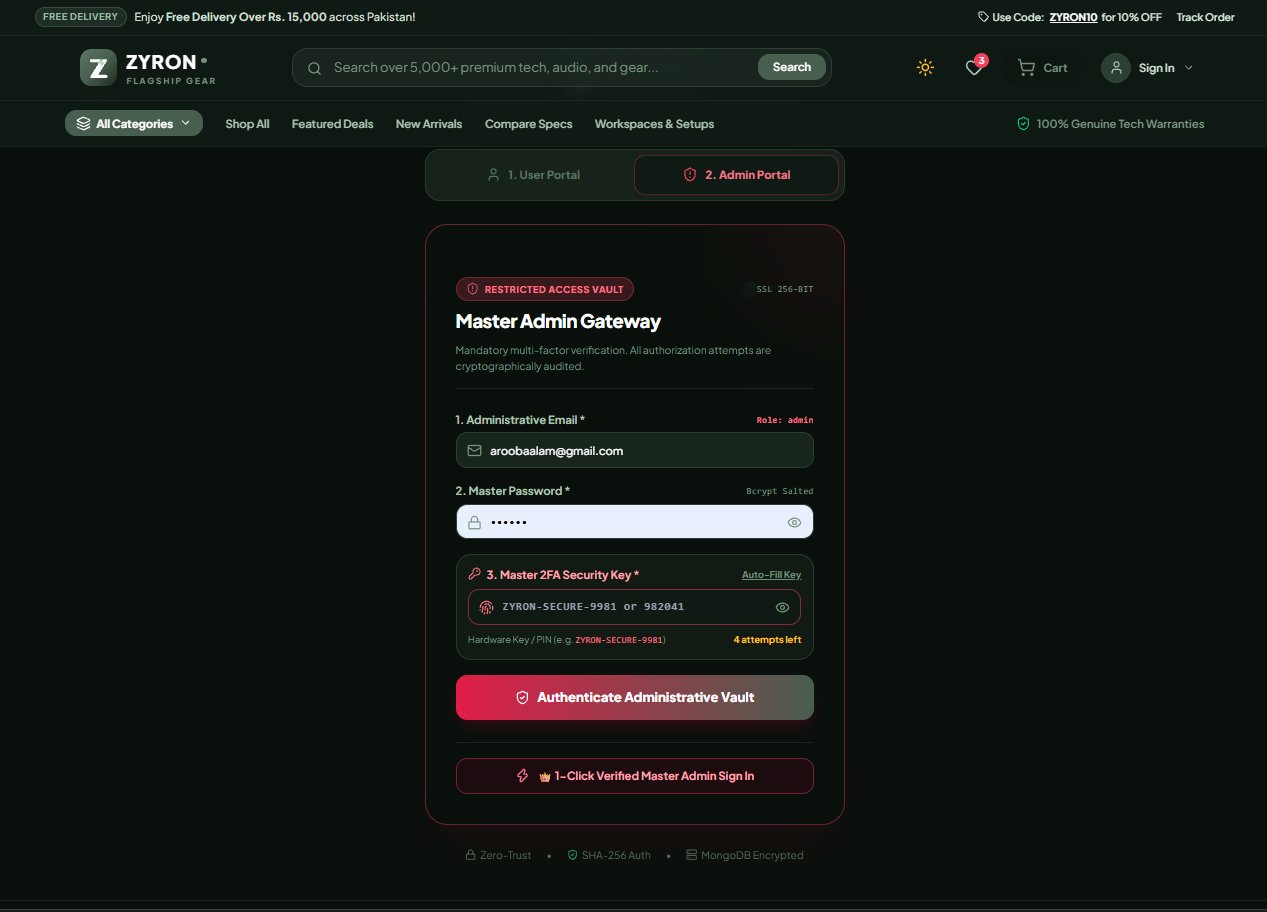 FREE DELIVERY Enjoy Free Delivery Over Rs. 15,000 across Pakistan! Use Code: ZYRON10 for 10% OFF Track Order
Z ZYRON
FLAGSHIP GEAR
Search over 5,000+ premium tech, audio, and gear... Search 3 Cart Sign In
All Categories Shop All Featured Deals New Arrivals Compare Specs Workspaces & Setups 100% Genuine Tech Warranties
1. User Portal 2. Admin Portal
RESTRICTED ACCESS VAULT SSL 256-BIT
Master Admin Gateway
Mandatory multi-factor verification. All authorization attempts are
cryptographically audited.
1. Administrative Email * Role: admin
aroobaalam@gmail.com
2. Master Password * Bcrypt Salted
••••••
3. Master 2FA Security Key * Auto-Fill Key
ZYRON-SECURE-9981 or 982041
Hardware Key / PIN (e.g. ZYRON-SECURE-9981) 4 attempts left
Authenticate Administrative Vault
👑 1-Click Verified Master Admin Sign In
Zero-Trust • SHA-256 Auth • MongoDB Encrypted